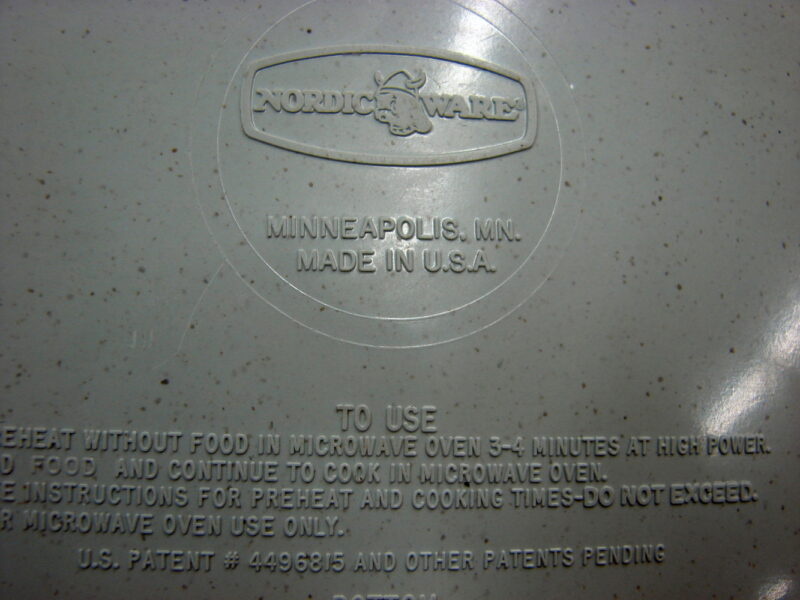 NORDIC WARE®
MINNEAPOLIS, MN.
MADE IN U.S.A.
TO USE
EHEAT WITHOUT FOOD IN MICROWAVE OVEN 3-4 MINUTES AT HIGH POWER.
D FOOD AND CONTINUE TO COOK IN MICROWAVE OVEN.
E INSTRUCTIONS FOR PREHEAT AND COOKING TIMES-DO NOT EXCEED.
R MICROWAVE OVEN USE ONLY.
U.S. PATENT # 4496815 AND OTHER PATENTS PENDING
BOTTOM